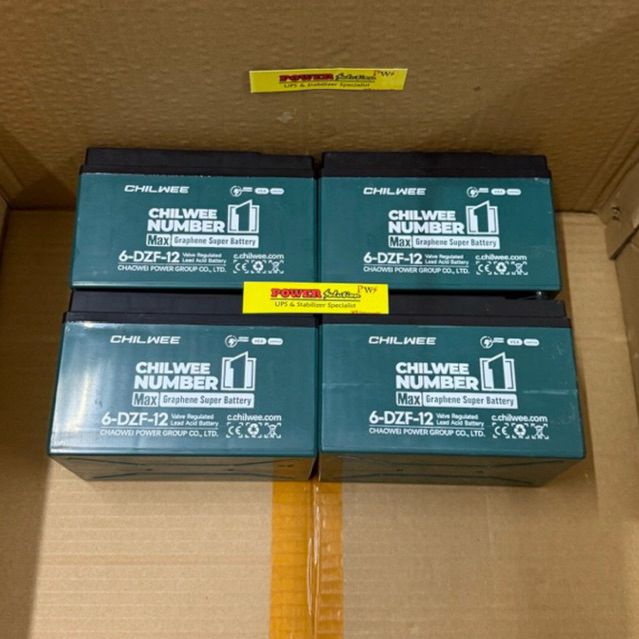 POWER Solution PWS
UPS & Stabilizer Specialist
CHILWEE
CHILWEE
NUMBER 1
Max Graphene Super Battery
6-DZF-12 Valve Regulated Lead Acid Battery c.chilwee.com
CHAOWEI POWER GROUP CO., LTD.
CHILWEE
CHILWEE
NUMBER 1
Max Graphene Super Battery
6-DZF-12 Valve Regulated Lead Acid Battery c.chilwee.com
CHAOWEI POWER GROUP CO., LTD.
POWER Solution PWS
UPS & Stabilizer Specialist
CHILWEE
CHILWEE
NUMBER 1
Max Graphene Super Battery
6-DZF-12 Valve Regulated Lead Acid Battery c.chilwee.com
CHAOWEI POWER GROUP CO., LTD.
CHILWEE
CHILWEE
NUMBER 1
Max Graphene Super Battery
6-DZF-12 Valve Regulated Lead Acid Battery c.chilwee.com
CHAOWEI POWER GROUP CO., LTD.